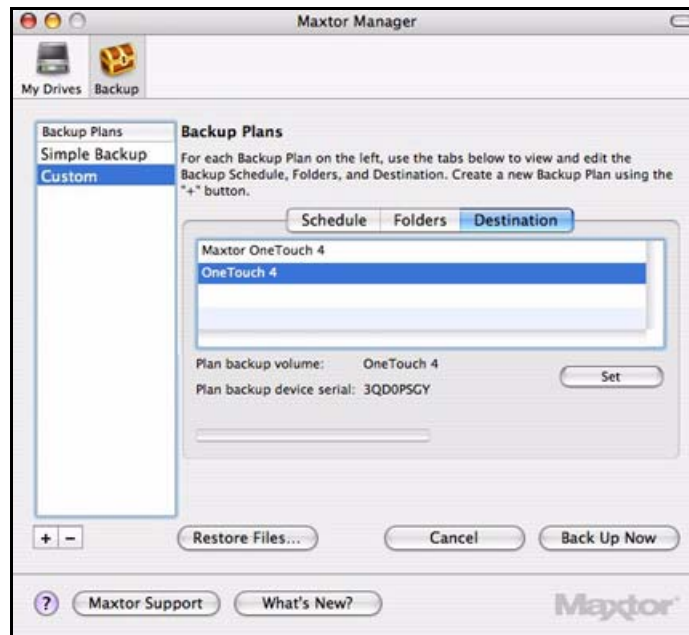 Maxtor Manager
My Drives Backup
Backup Plans
Simple Backup
Custom
Backup Plans
For each Backup Plan on the left, use the tabs below to view and edit the
Backup Schedule, Folders, and Destination. Create a new Backup Plan using the
"+" button.
Schedule Folders Destination
Maxtor OneTouch 4
OneTouch 4
Plan backup volume: OneTouch 4
Set
Plan backup device serial: 3QD0PSGY
+ −
Restore Files... Cancel Back Up Now
? Maxtor Support What's New? Maxtor